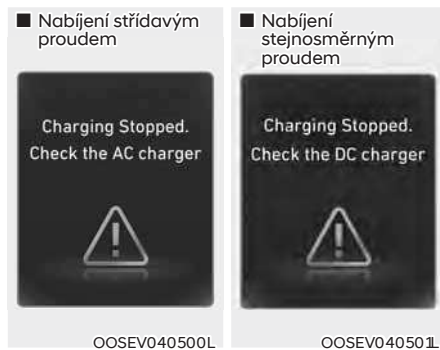 ■ Nabíjení střídavým
proudem
Charging Stopped.
Check the AC charger
OOSEV040500L
■ Nabíjení
stejnosměrným
proudem
Charging Stopped.
Check the DC charger
OOSEV040501L